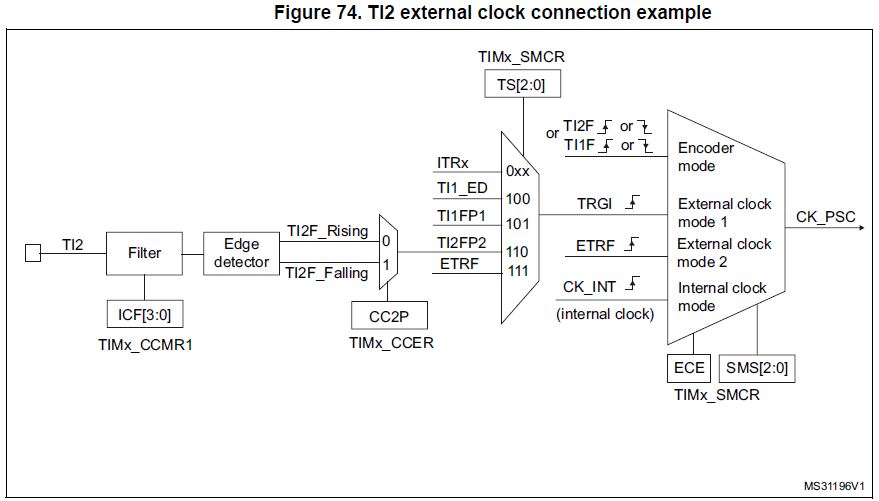 Figure 74. TI2 external clock connection example
TIMx_SMCR
TS[2:0]
or TI2F or
TI1F or
Encoder
mode
ITRx
0xx
TI1_ED
100
TI1FP1
101
TRGI
External clock
mode 1
CK_PSC
TI2
Filter
Edge
detector
TI2F_Rising
0
TI2F_Falling
1
TI2FP2
110
ETRF
111
ETRF
External clock
mode 2
CK_INT
(internal clock)
Internal clock
mode
ICF[3:0]
TIMx_CCMR1
CC2P
TIMx_CCER
ECE
SMS[2:0]
TIMx_SMCR
MS31196V1